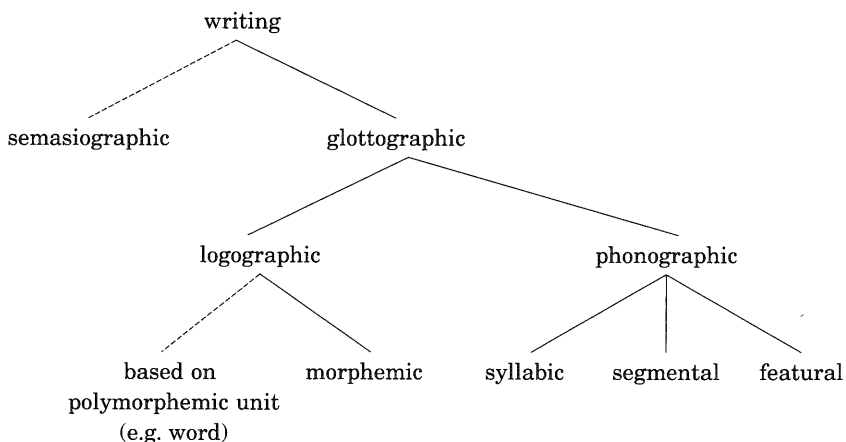 writing
semasiographic glottographic
logographic phonographic
based on morphemic syllabic segmental featural
polymorphemic unit
(e.g. word)